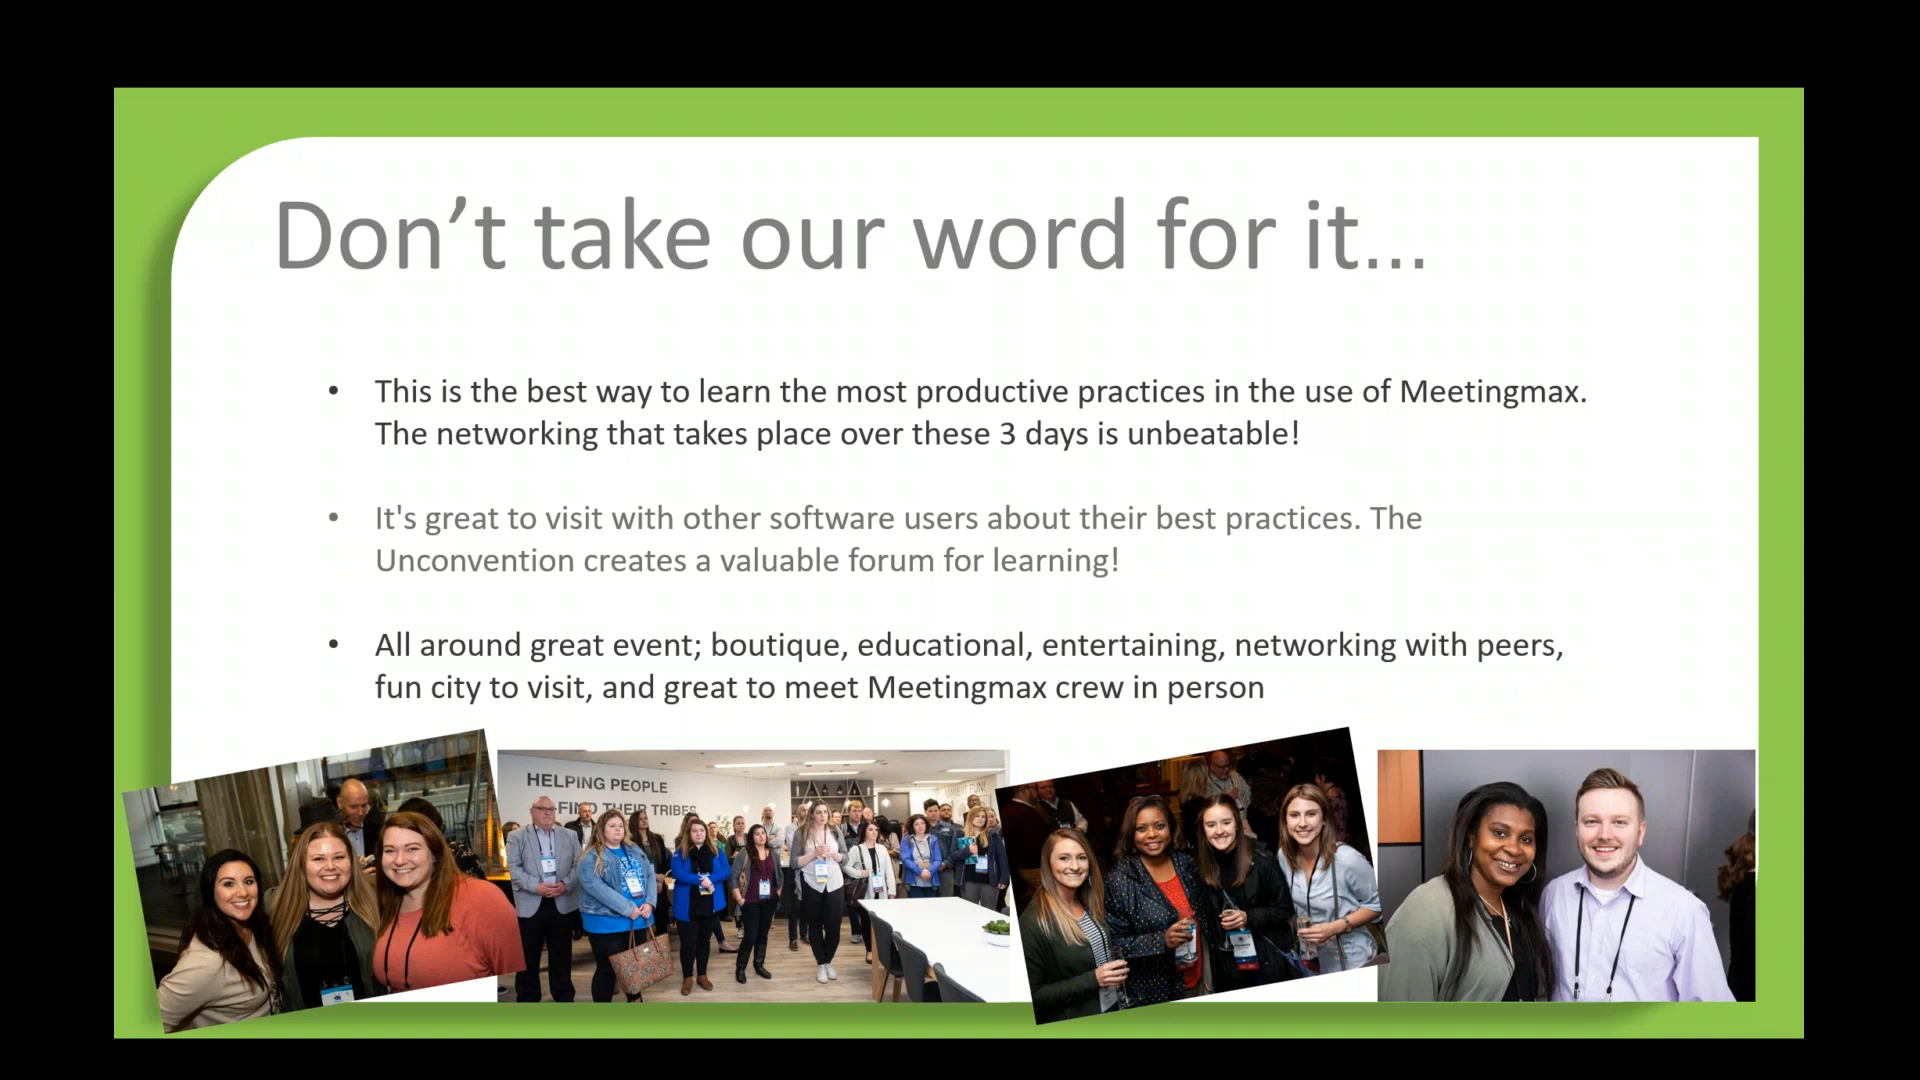 Don’t take our word for it...
• This is the best way to learn the most productive practices in the use of Meetingmax.
The networking that takes place over these 3 days is unbeatable!
• It's great to visit with other software users about their best practices. The
Unconvention creates a valuable forum for learning!
• All around great event; boutique, educational, entertaining, networking with peers,
fun city to visit, and great to meet Meetingmax crew in person
HELPING PEOPLE
FIND THEIR TRIBES
FUN!